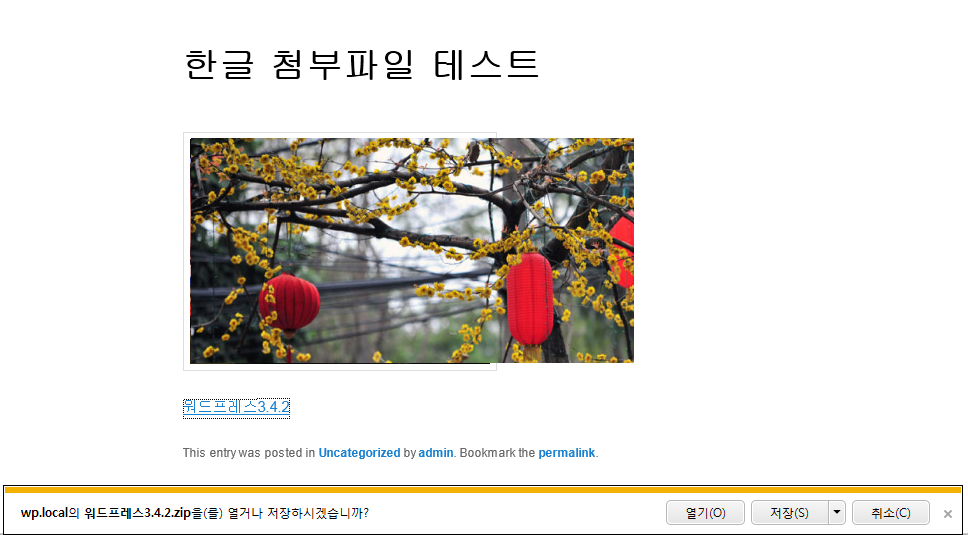 한글 첨부파일 테스트
워드프레스3.4.2
This entry was posted in Uncategorized by admin. Bookmark the permalink.
wp.local의 워드프레스3.4.2.zip을(를) 열거나 저장하시겠습니까? 열기(O) 저장(S) 취소(C)